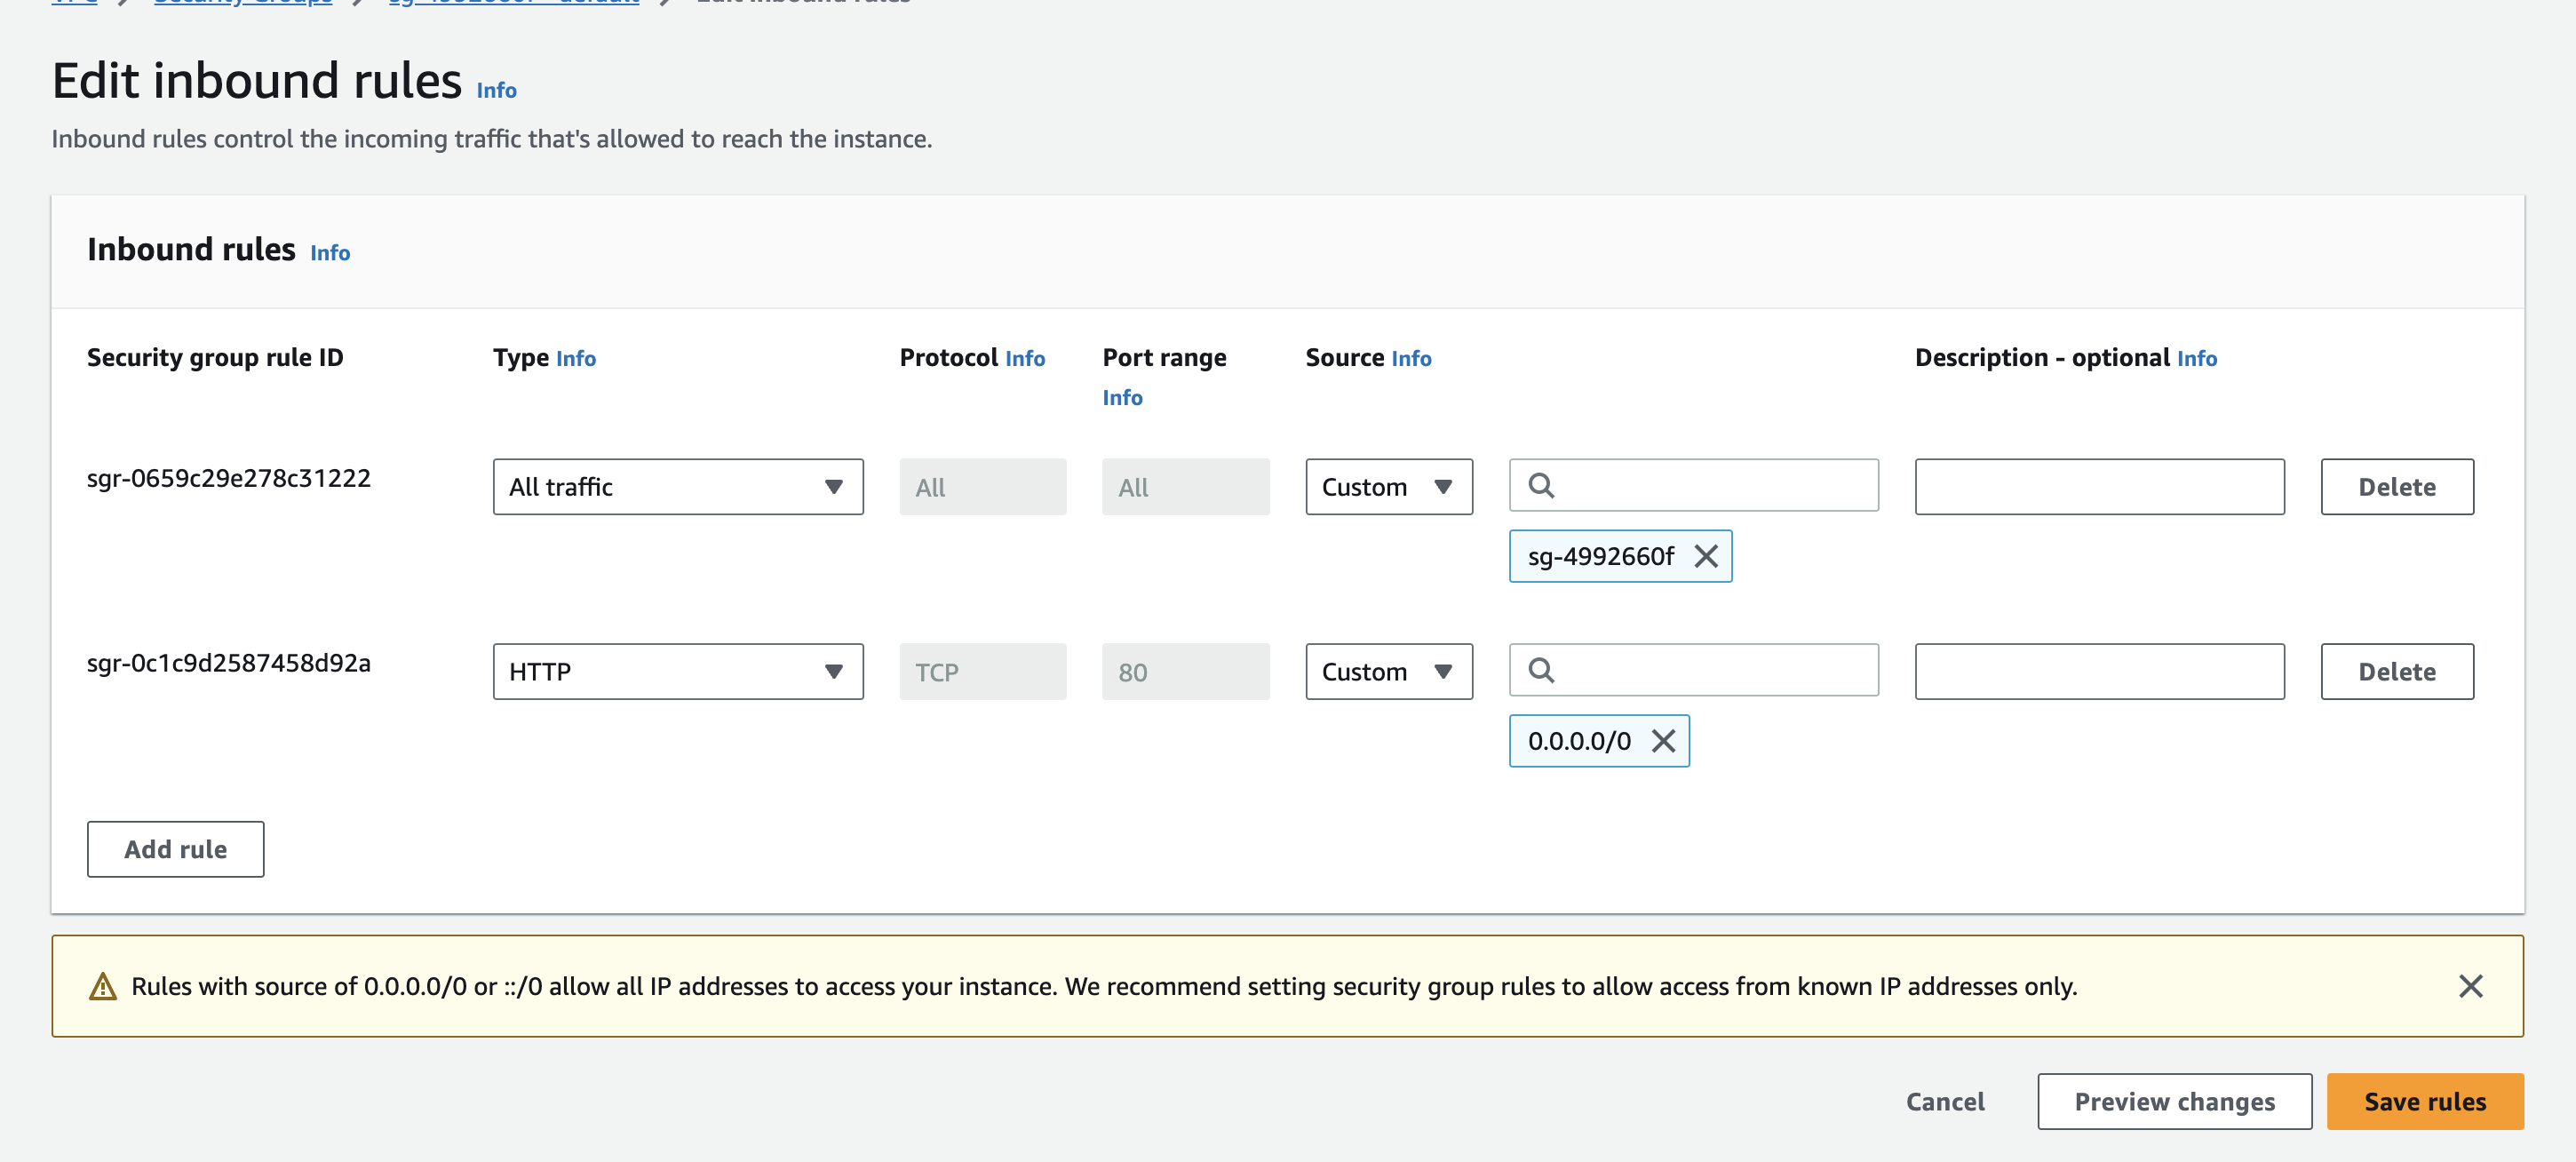 Edit inbound rules Info
Inbound rules control the incoming traffic that's allowed to reach the instance.
Inbound rules Info
Security group rule ID Type Info Protocol Info Port range Source Info Description - optional Info
Info
sgr-0659c29e278c31222 All traffic All All Custom Delete
sg-4992660f
sgr-0c1c9d2587458d92a HTTP TCP 80 Custom Delete
0.0.0.0/0
Add rule
Rules with source of 0.0.0.0/0 or ::/0 allow all IP addresses to access your instance. We recommend setting security group rules to allow access from known IP addresses only.
Cancel Preview changes Save rules